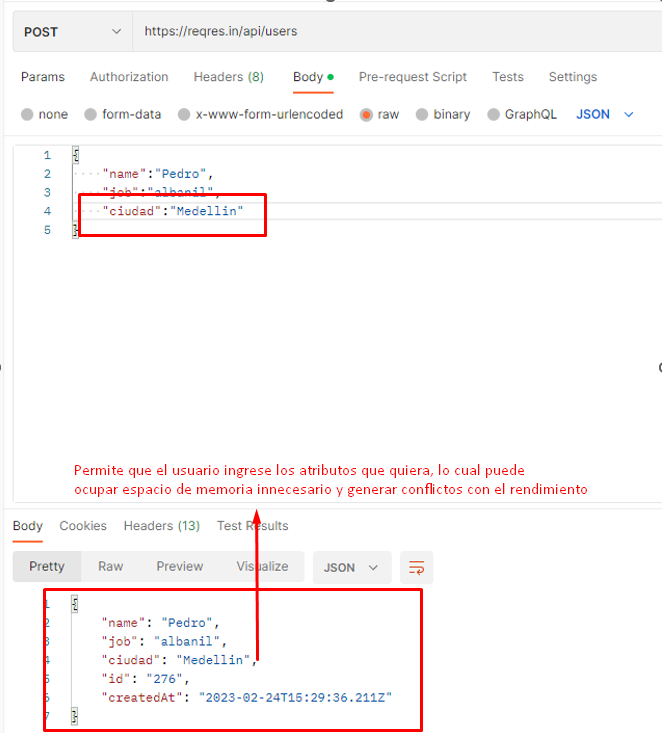 POST https://reqres.in/api/users
Params Authorization Headers (8) Body Pre-request Script Tests Settings
none form-data x-www-form-urlencoded raw binary GraphQL JSON
1 {
2 "name":"Pedro",
3 "job":"albanil",
4 "ciudad":"Medellin"
5 }
Permite que el usuario ingrese los atributos que quiera, lo cual puede
ocupar espacio de memoria innecesario y generar conflictos con el rendimiento
Body Cookies Headers (13) Test Results
Pretty Raw Preview Visualize JSON
1 {
2 "name": "Pedro",
3 "job": "albanil",
4 "ciudad": "Medellin",
5 "id": "276",
6 "createdAt": "2023-02-24T15:29:36.211Z"
7 }